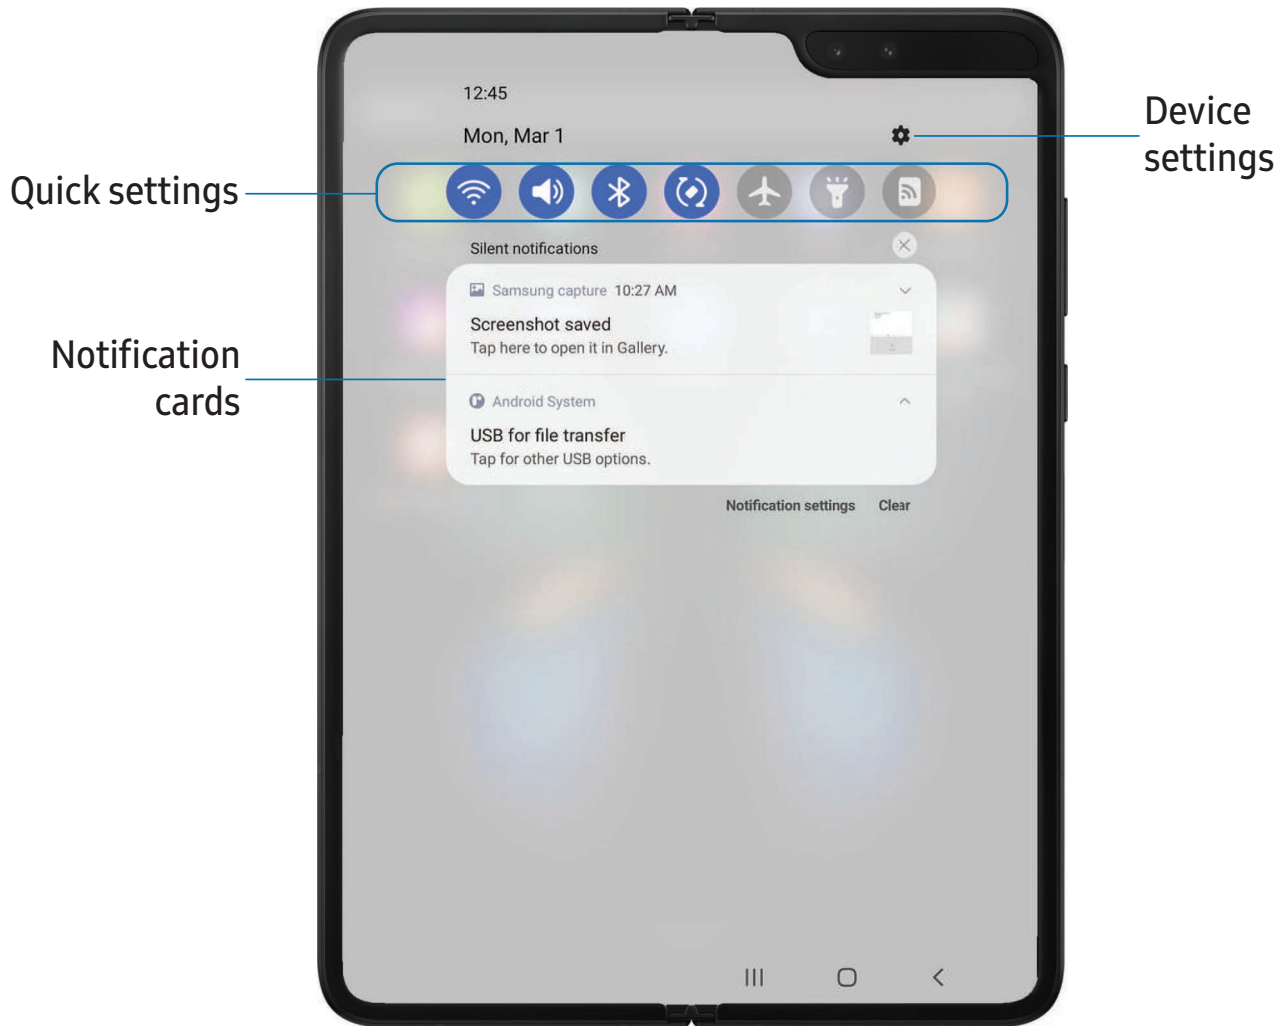 12:45
Mon, Mar 1
Device
settings
Quick settings
Silent notifications
Samsung capture 10:27 AM
Screenshot saved
Tap here to open it in Gallery.
Notification
cards
Android System
USB for file transfer
Tap for other USB options.
Notification settings Clear